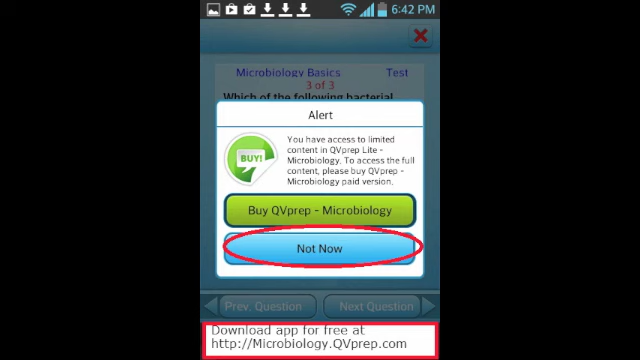 6:42 PM
Microbiology Basics Test
3 of 3
Which of the following bacterial
Alert
BUY!
You have access to limited
content in QVprep Lite -
Microbiology. To access the full
content, please buy QVprep -
Microbiology paid version.
Buy QVprep - Microbiology
Not Now
Prev. Question Next Question
Download app for free at
http://Microbiology.QVprep.com